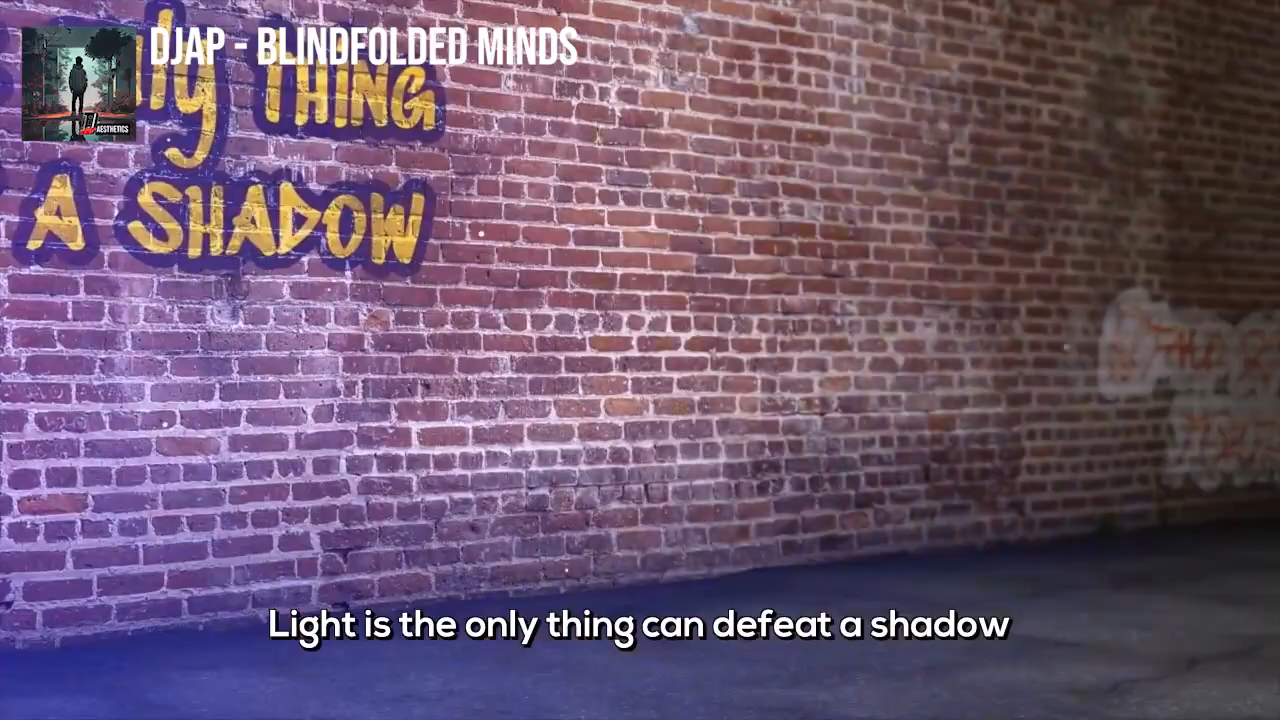 DJAP - BLINDFOLDED MINDS
THING
A SHADOW
AESTHETICS
Light is the only thing can defeat a shadow